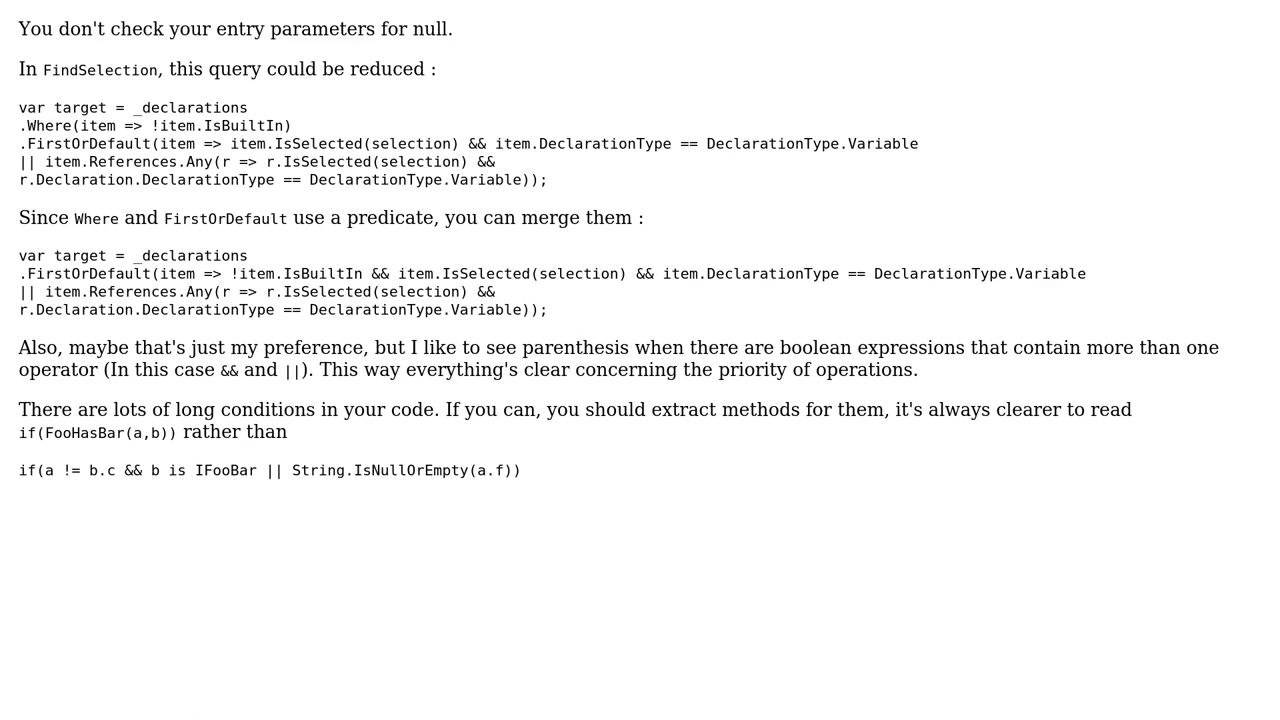 You don't check your entry parameters for null.
In FindSelection, this query could be reduced :
var target = _declarations
.Where(item => !item.IsBuiltIn)
.FirstOrDefault(item => item.IsSelected(selection) && item.DeclarationType == DeclarationType.Variable
|| item.References.Any(r => r.IsSelected(selection) &&
r.Declaration.DeclarationType == DeclarationType.Variable));
Since Where and FirstOrDefault use a predicate, you can merge them :
var target = _declarations
.FirstOrDefault(item => !item.IsBuiltIn && item.IsSelected(selection) && item.DeclarationType == DeclarationType.Variable
|| item.References.Any(r => r.IsSelected(selection) &&
r.Declaration.DeclarationType == DeclarationType.Variable));
Also, maybe that's just my preference, but I like to see parenthesis when there are boolean expressions that contain more than one
operator (In this case && and ||). This way everything's clear concerning the priority of operations.
There are lots of long conditions in your code. If you can, you should extract methods for them, it's always clearer to read
if(FooHasBar(a,b)) rather than
if(a != b.c && b is IFooBar || String.IsNullOrEmpty(a.f))